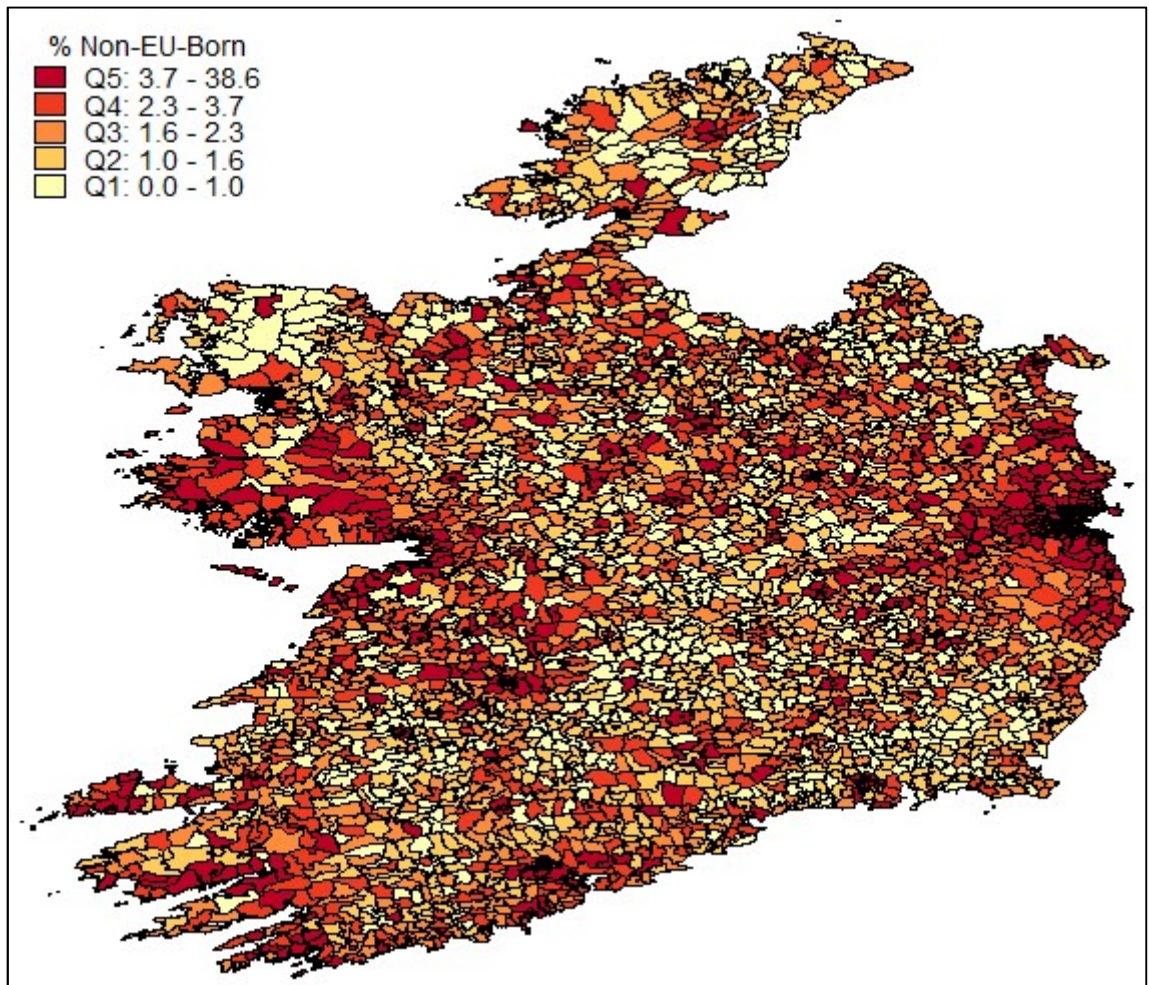 % Non-EU-Born
Q5: 3.7 - 38.6
Q4: 2.3 - 3.7
Q3: 1.6 - 2.3
Q2: 1.0 - 1.6
Q1: 0.0 - 1.0